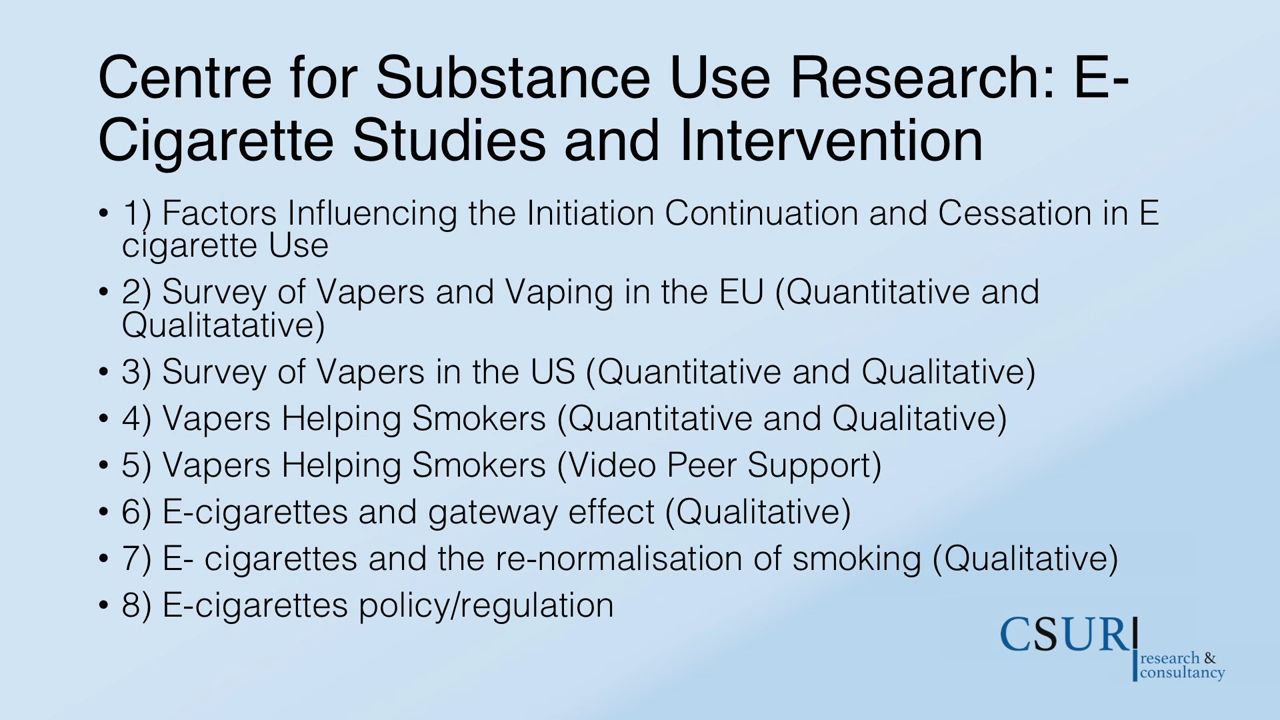 Centre for Substance Use Research: E-
Cigarette Studies and Intervention
• 1) Factors Influencing the Initiation Continuation and Cessation in E
cigarette Use
• 2) Survey of Vapers and Vaping in the EU (Quantitative and
Qualitatative)
• 3) Survey of Vapers in the US (Quantitative and Qualitative)
• 4) Vapers Helping Smokers (Quantitative and Qualitative)
• 5) Vapers Helping Smokers (Video Peer Support)
• 6) E-cigarettes and gateway effect (Qualitative)
• 7) E- cigarettes and the re-normalisation of smoking (Qualitative)
• 8) E-cigarettes policy/regulation
CSUR
research &
consultancy